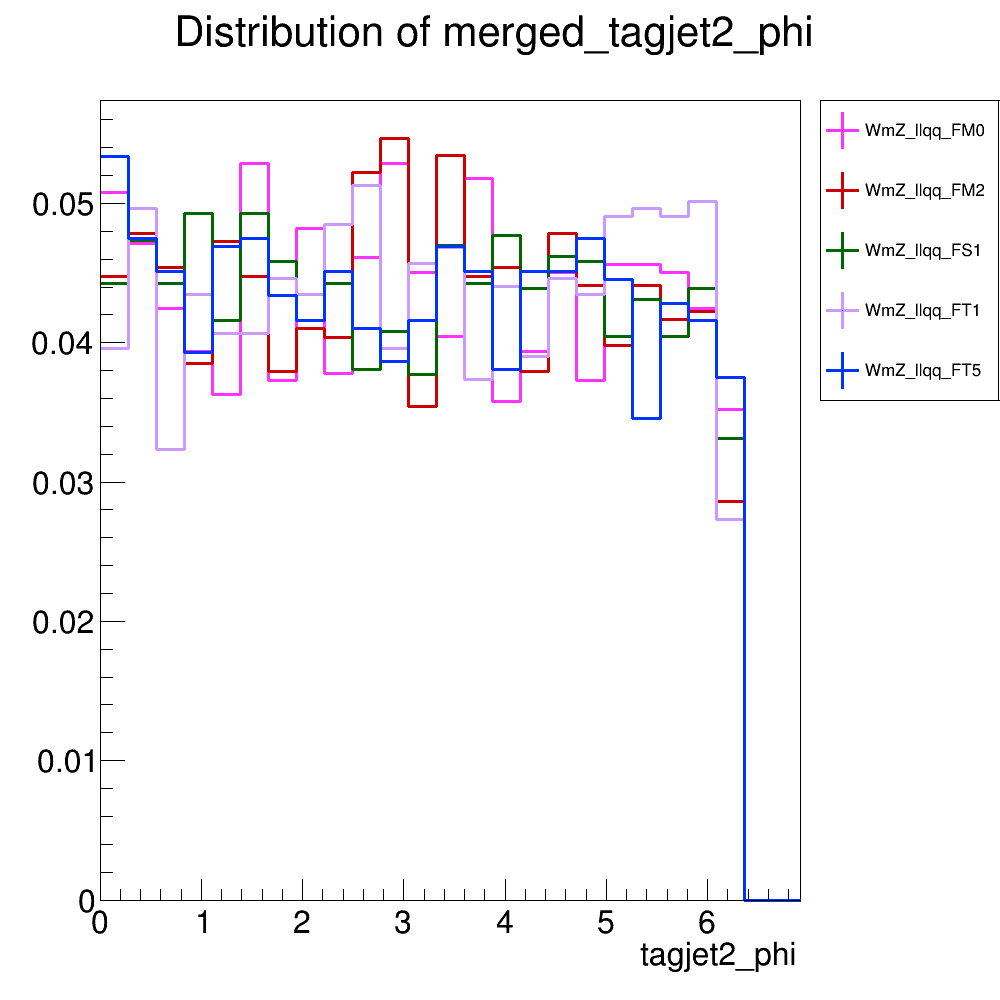 Distribution of merged_tagjet2_phi
WmZ_llqq_FM0
WmZ_llqq_FM2
WmZ_llqq_FS1
WmZ_llqq_FT1
WmZ_llqq_FT5
0.05
0.04
0.03
0.02
0.01
0
0 1 2 3 4 5 6
tagjet2_phi